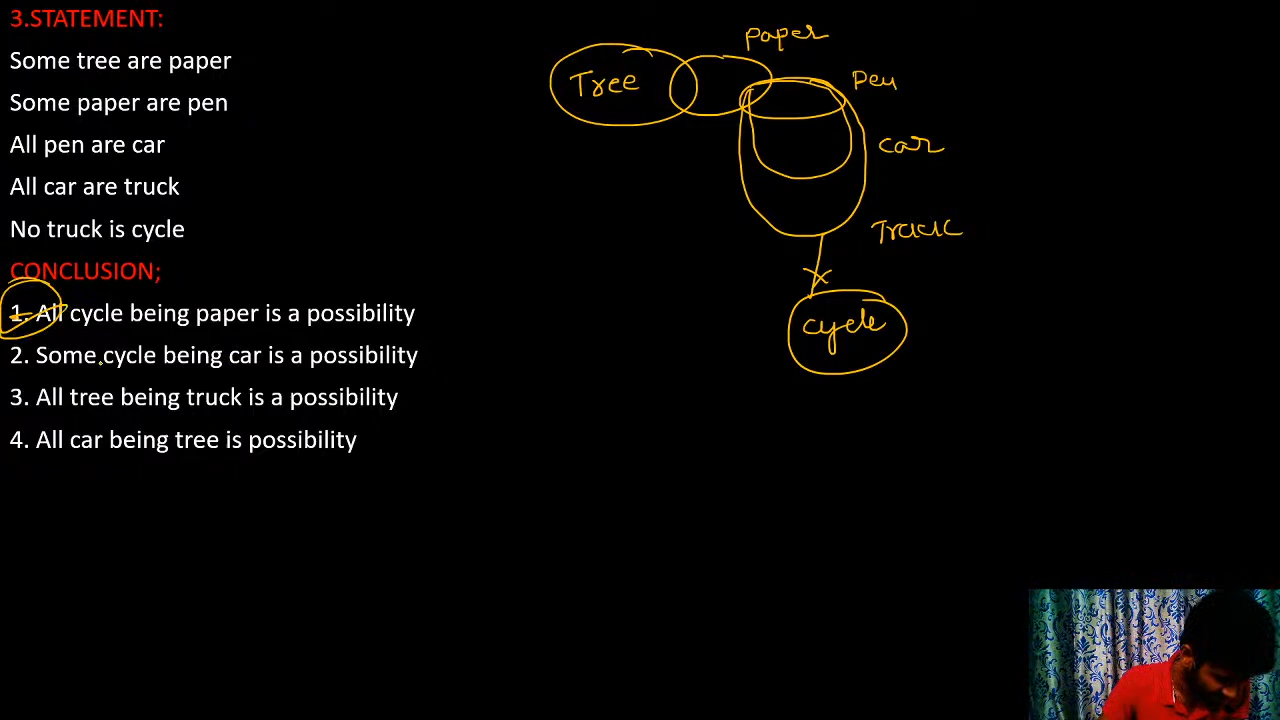 3.STATEMENT:
Some tree are paper
Some paper are pen
All pen are car
All car are truck
No truck is cycle
CONCLUSION;
1. All cycle being paper is a possibility
2. Some cycle being car is a possibility
3. All tree being truck is a possibility
4. All car being tree is possibility
paper
Tree
Pen
car
Truck
cycle